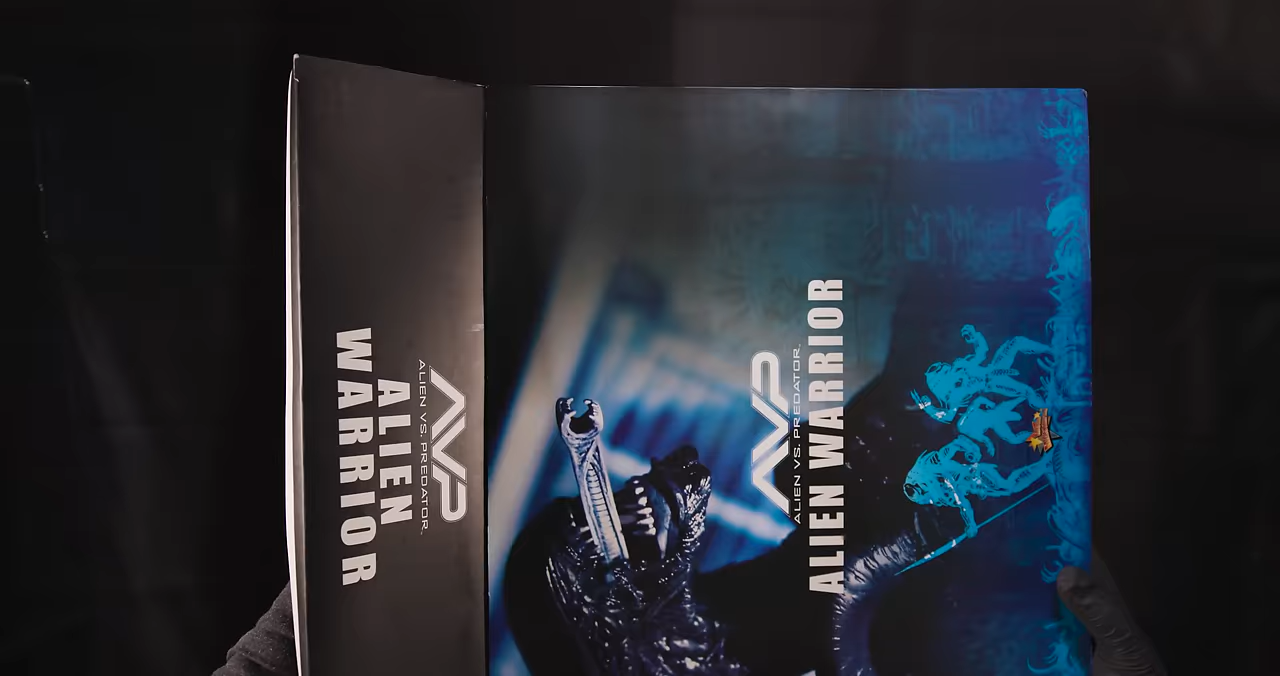 AVP
ALIEN VS. PREDATOR.
ALIEN
WARRIOR
AVP
ALIEN VS. PREDATOR.
ALIEN WARRIOR